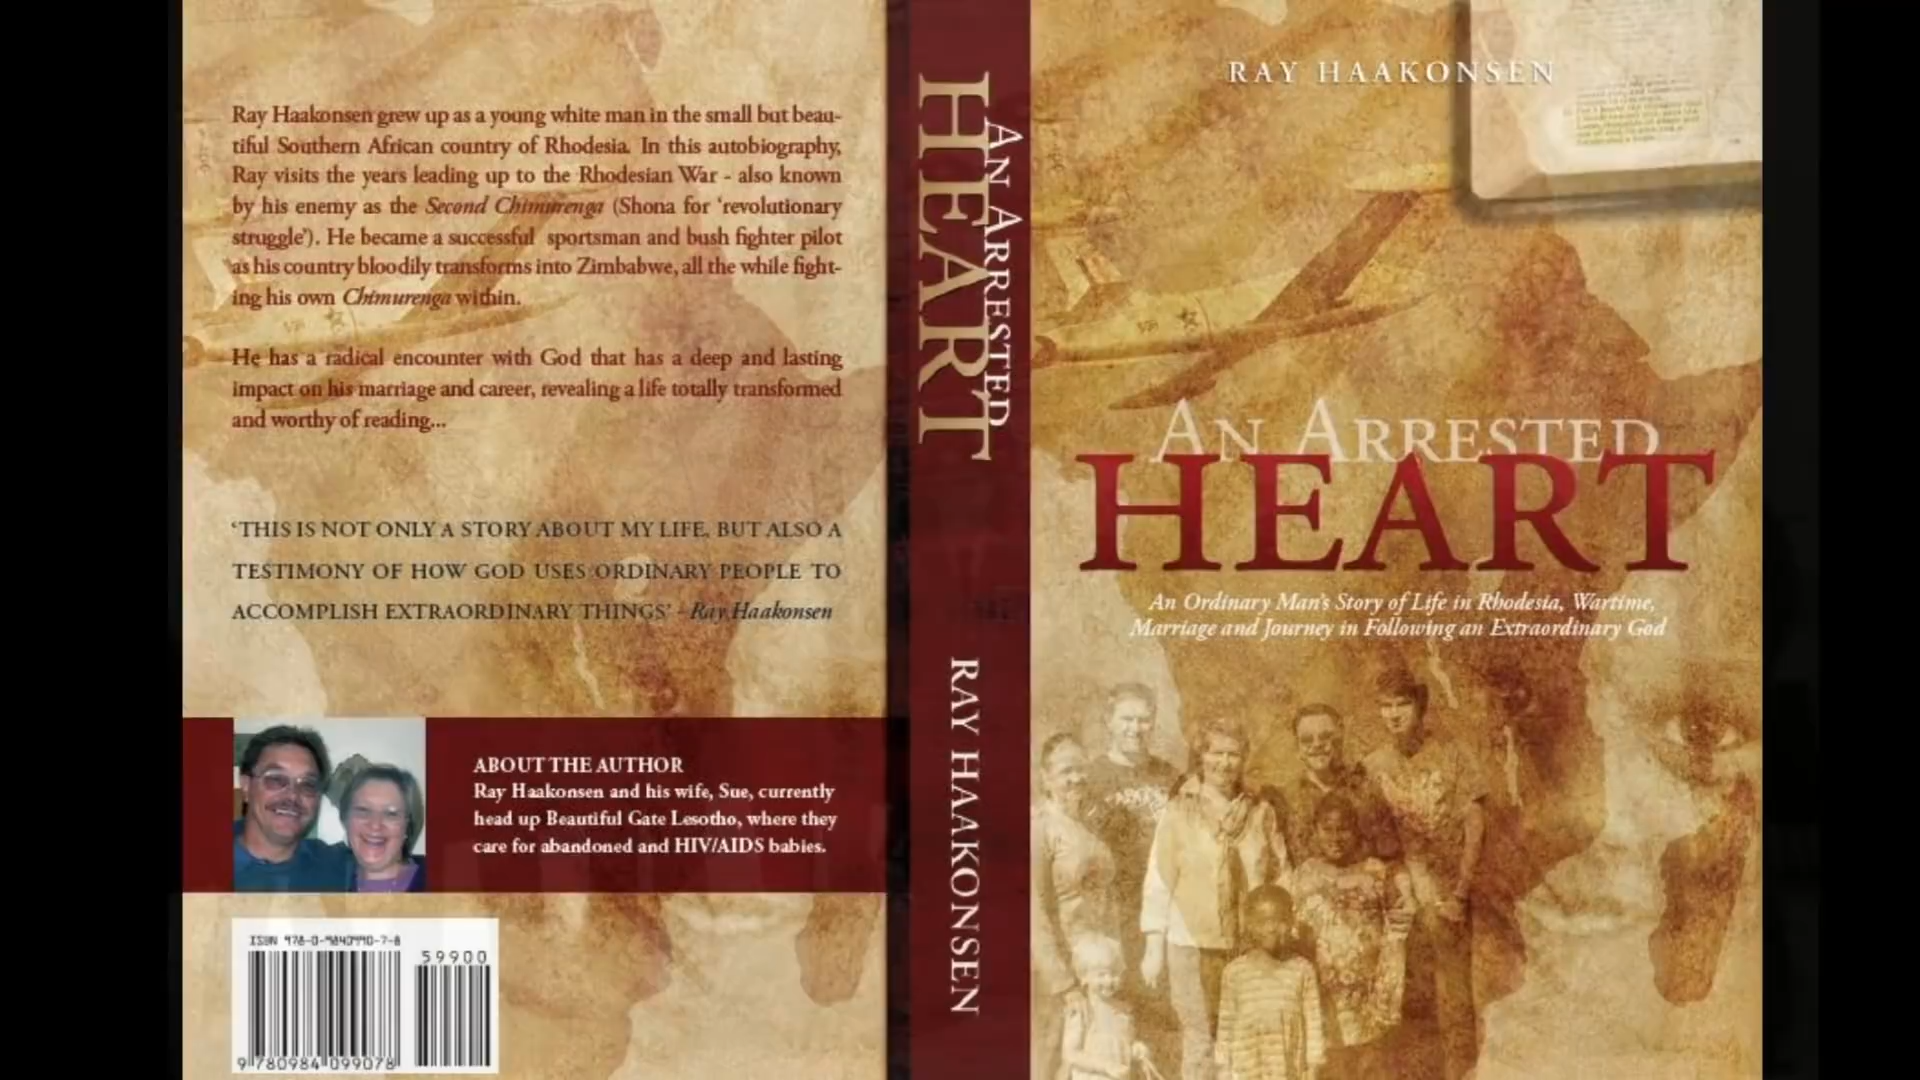 Ray Haakonsen grew up as a young white man in the small but beau-
tiful Southern African country of Rhodesia. In this autobiography,
Ray visits the years leading up to the Rhodesian War - also known
by his enemy as the Second Chimurenga (Shona for ‘revolutionary
struggle’). He became a successful sportsman and bush fighter pilot
as his country bloodily transforms into Zimbabwe, all the while fight-
ing his own Chimurenga within.
He has a radical encounter with God that has a deep and lasting
impact on his marriage and career, revealing a life totally transformed
and worthy of reading...
‘THIS IS NOT ONLY A STORY ABOUT MY LIFE, BUT ALSO A
TESTIMONY OF HOW GOD USES ORDINARY PEOPLE TO
ACCOMPLISH EXTRAORDINARY THINGS’ - Ray Haakonsen
ABOUT THE AUTHOR
Ray Haakonsen and his wife, Sue, currently
head up Beautiful Gate Lesotho, where they
care for abandoned and HIV/AIDS babies.
ISBN 978-0-9840990-7-8
59900
9 780984 099078
AN ARRESTED
HEART
RAY HAAKONSEN
RAY HAAKONSEN
AN ARRESTED
HEART
An Ordinary Man's Story of Life in Rhodesia, Wartime,
Marriage and Journey in Following an Extraordinary God